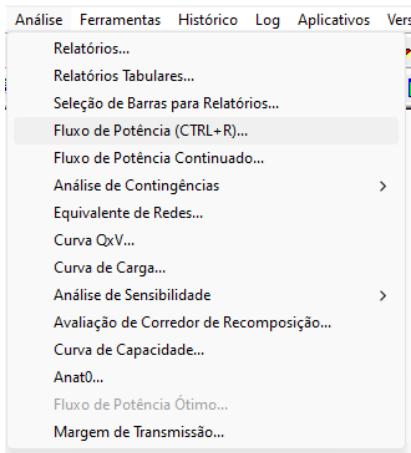 Análise Ferramentas Histórico Log Aplicativos
Relatórios...
Relatórios Tabulares...
Seleção de Barras para Relatórios...
Fluxo de Potência (CTRL+R)...
Fluxo de Potência Continuado...
Análise de Contingências
Equivalente de Redes...
Curva QxV...
Curva de Carga...
Análise de Sensibilidade
Avaliação de Corredor de Recomposição...
Curva de Capacidade...
Anat0...
Fluxo de Potência Ótimo...
Margem de Transmissão...